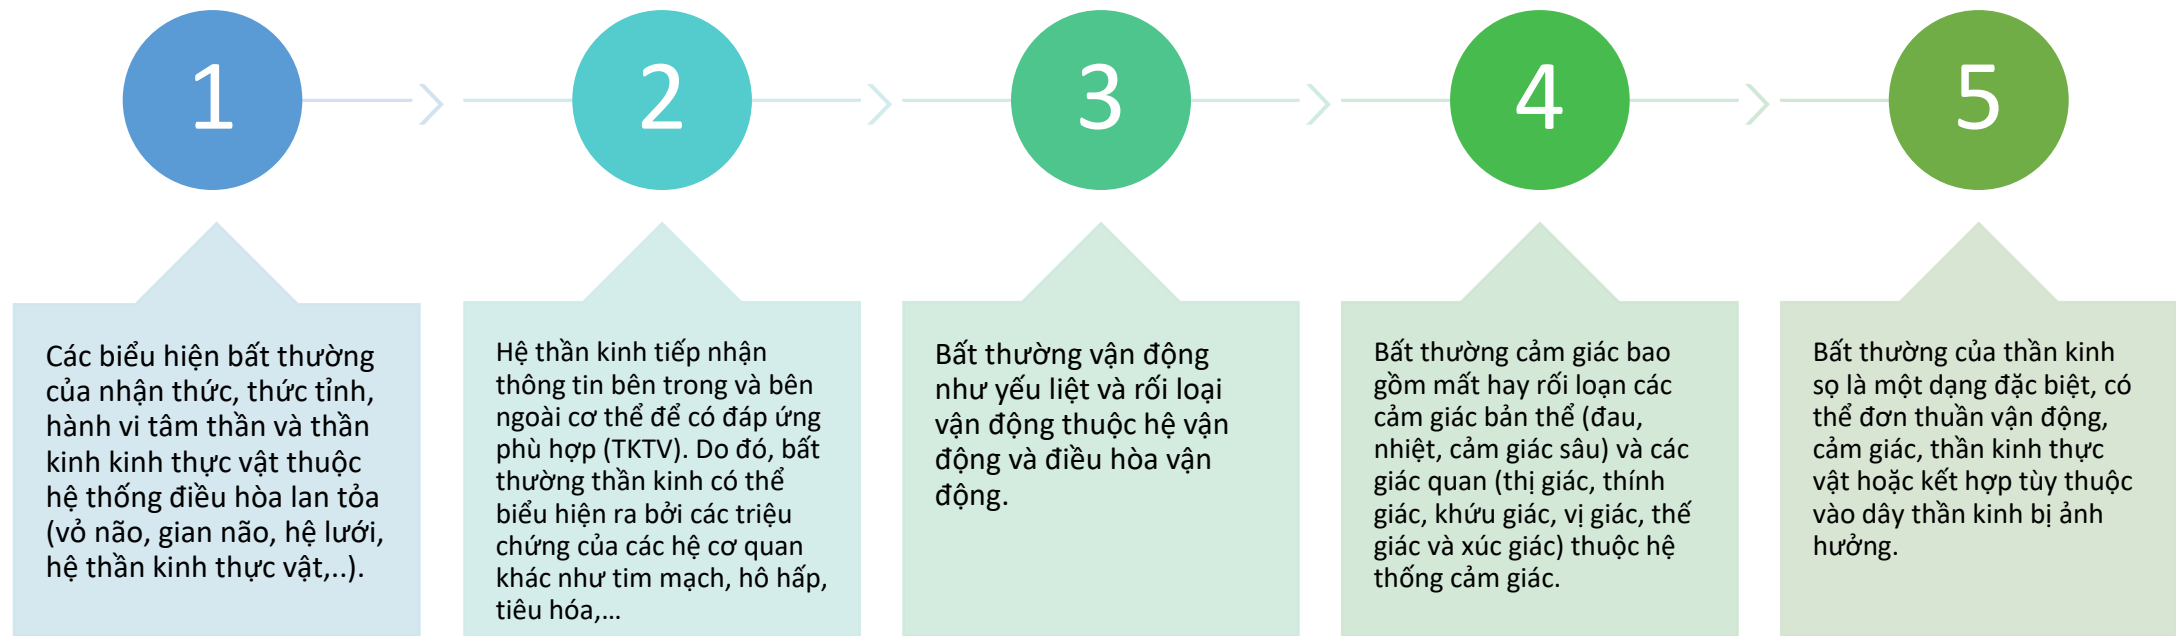 1
Các biểu hiện bất thường
của nhận thức, thức tỉnh,
hành vi tâm thần và thần
kinh kinh thực vật thuộc
hệ thống điều hòa lan tỏa
(vỏ não, gian não, hệ lưới,
hệ thần kinh thực vật,..).
2
Hệ thần kinh tiếp nhận
thông tin bên trong và bên
ngoài cơ thể để có đáp ứng
phù hợp (TKTV). Do đó, bất
thường thần kinh có thể
biểu hiện ra bởi các triệu
chứng của các hệ cơ quan
khác như tim mạch, hô hấp,
tiêu hóa,...
3
Bất thường vận động
như yếu liệt và rối loại
vận động thuộc hệ vận
động và điều hòa vận
động.
4
Bất thường cảm giác bao
gồm mất hay rối loạn các
cảm giác bản thể (đau,
nhiệt, cảm giác sâu) và các
giác quan (thị giác, thính
giác, khứu giác, vị giác, thế
giác và xúc giác) thuộc hệ
thống cảm giác.
5
Bất thường của thần kinh
sọ là một dạng đặc biệt, có
thể đơn thuần vận động,
cảm giác, thần kinh thực
vật hoặc kết hợp tùy thuộc
vào dây thần kinh bị ảnh
hưởng.